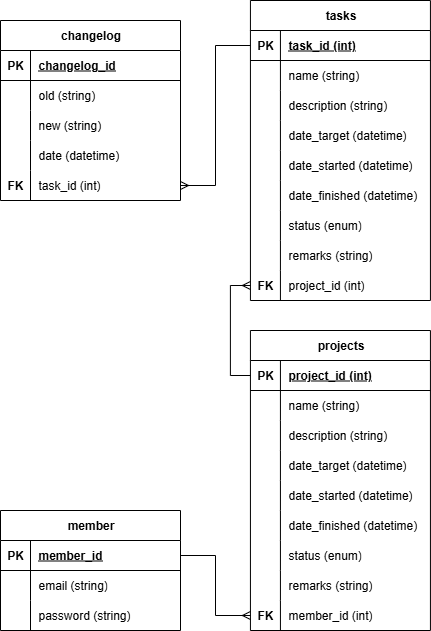 changelog
PK changelog_id
old (string)
new (string)
date (datetime)
FK task_id (int)
tasks
PK task_id (int)
name (string)
description (string)
date_target (datetime)
date_started (datetime)
date_finished (datetime)
status (enum)
remarks (string)
FK project_id (int)
projects
PK project_id (int)
name (string)
description (string)
date_target (datetime)
date_started (datetime)
date_finished (datetime)
status (enum)
remarks (string)
FK member_id (int)
member
PK member_id
email (string)
password (string)